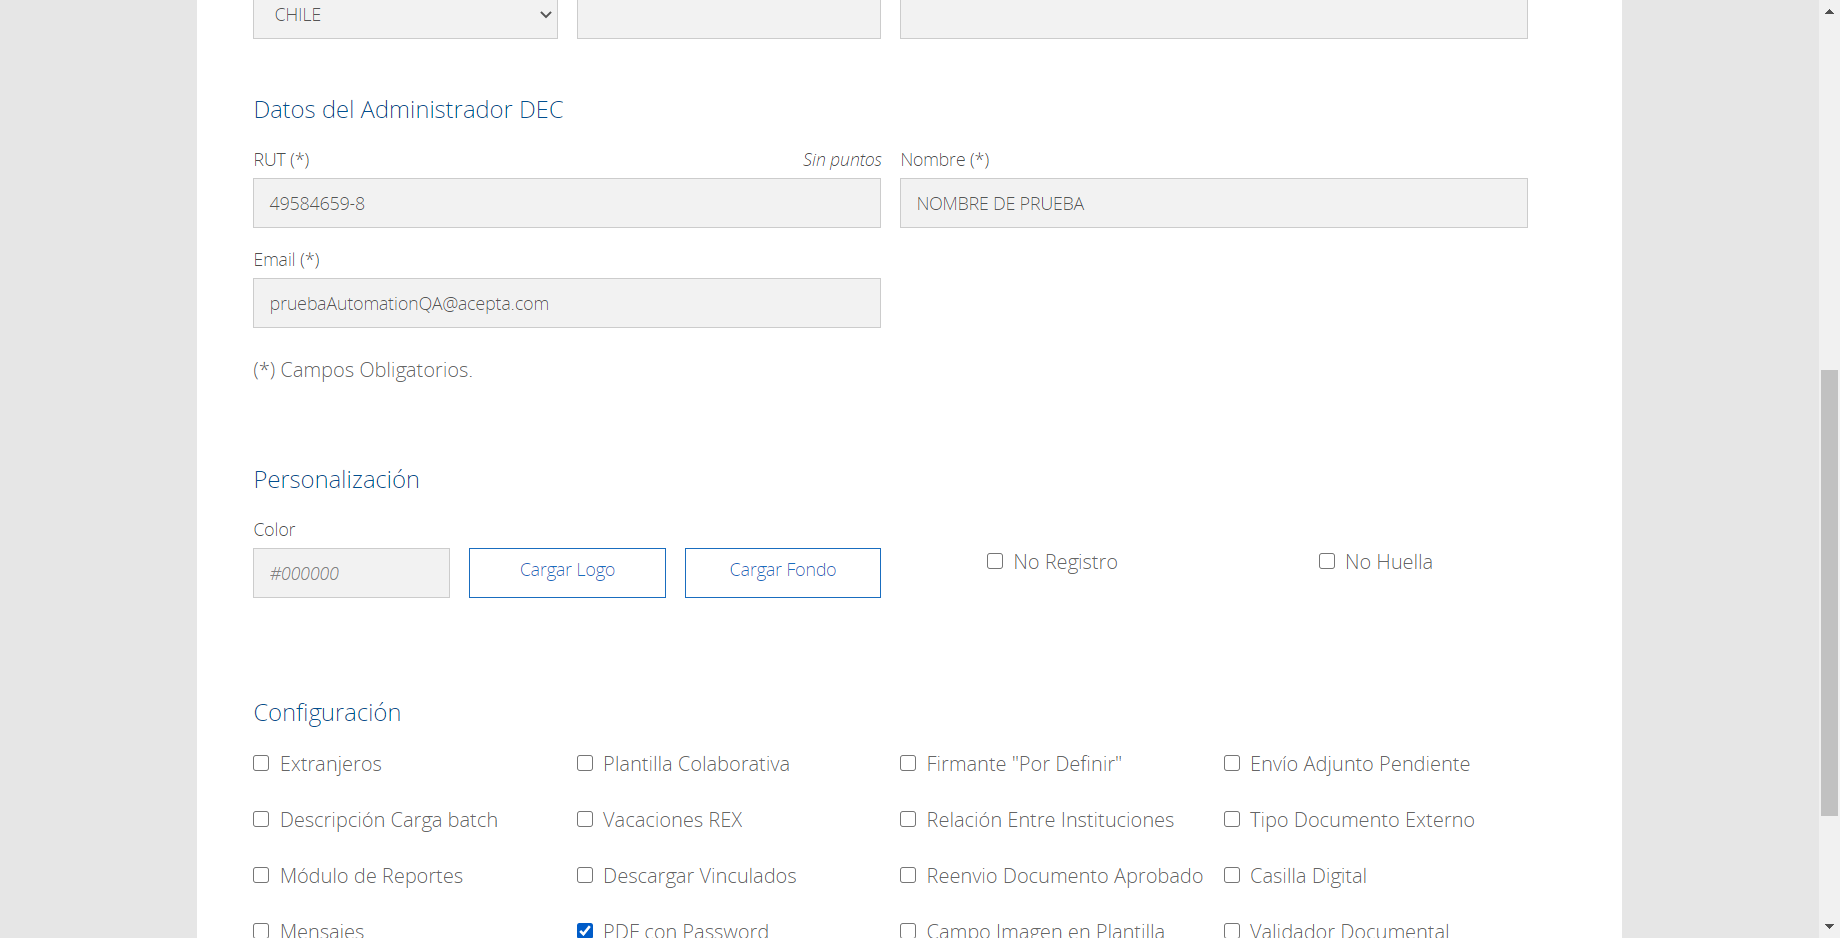 CHILE
Datos del Administrador DEC
RUT (*) Sin puntos Nombre (*)
49584659-8 NOMBRE DE PRUEBA
Email (*)
pruebaAutomationQA@acepta.com
(*) Campos Obligatorios.
Personalización
Color
#000000 Cargar Logo Cargar Fondo No Registro No Huella
Configuración
Extranjeros Plantilla Colaborativa Firmante "Por Definir" Envío Adjunto Pendiente
Descripción Carga batch Vacaciones REX Relación Entre Instituciones Tipo Documento Externo
Módulo de Reportes Descargar Vinculados Reenvio Documento Aprobado Casilla Digital
Mensajes PDF con Password Campo Imagen en Plantilla Validador Documental